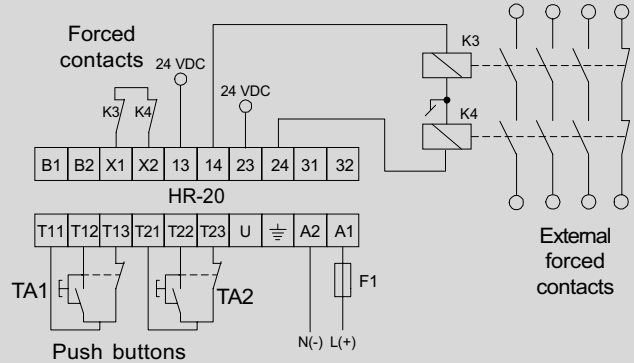 Forced
contacts
24 VDC
24 VDC
K3
K4
K3
K4
B1 B2 X1 X2 13 14 23 24 31 32
HR-20
T11 T12 T13 T21 T22 T23 U A2 A1
TA1
TA2
F1
N(-) L(+)
Push buttons
External
forced
contacts